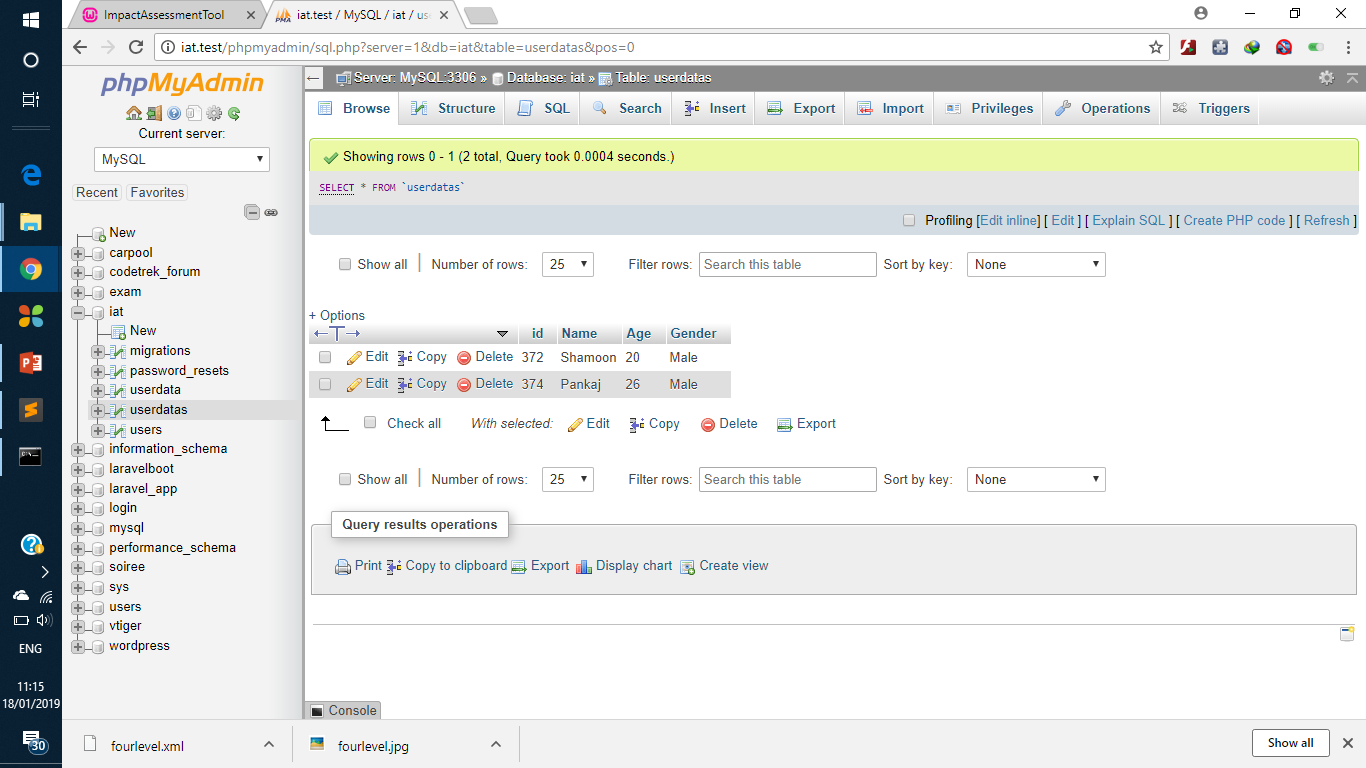 ImpactAssessmentTool
iat.test / MySQL / iat / us
iat.test/phpmyadmin/sql.php?server=1&db=iat&table=userdatas&pos=0
phpMyAdmin
Current server:
MySQL
Recent Favorites
New
carpool
codetrek_forum
exam
iat
New
migrations
password_resets
userdata
userdatas
users
information_schema
laravelboot
laravel_app
login
mysql
performance_schema
soiree
sys
users
vtiger
wordpress
Server: MySQL:3306 » Database: iat » Table: userdatas
Browse Structure SQL Search Insert Export Import Privileges Operations Triggers
Showing rows 0 - 1 (2 total, Query took 0.0004 seconds.)
SELECT * FROM `userdatas`
Profiling [Edit inline] [ Edit ] [ Explain SQL ] [ Create PHP code ] [ Refresh ]
Show all Number of rows: 25 Filter rows: Search this table Sort by key: None
+ Options
id Name Age Gender
Edit Copy Delete 372 Shamoon 20 Male
Edit Copy Delete 374 Pankaj 26 Male
Check all With selected: Edit Copy Delete Export
Show all Number of rows: 25 Filter rows: Search this table Sort by key: None
Query results operations
Print Copy to clipboard Export Display chart Create view
Console
fourlevel.xml fourlevel.jpg Show all
ENG
11:15
18/01/2019
30